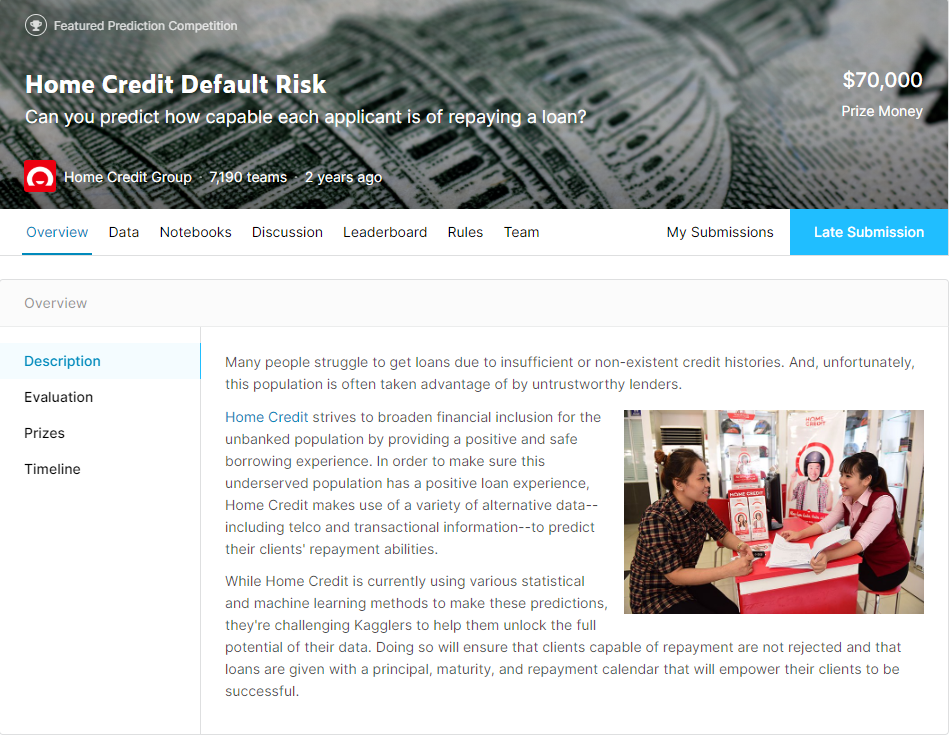 Featured Prediction Competition
Home Credit Default Risk
$70,000
Can you predict how capable each applicant is of repaying a loan?
Prize Money
Home Credit Group · 7,190 teams · 2 years ago
Overview Data Notebooks Discussion Leaderboard Rules Team My Submissions Late Submission
Overview
Description
Evaluation
Prizes
Timeline
Many people struggle to get loans due to insufficient or non-existent credit histories. And, unfortunately,
this population is often taken advantage of by untrustworthy lenders.
Home Credit strives to broaden financial inclusion for the
unbanked population by providing a positive and safe
borrowing experience. In order to make sure this
underserved population has a positive loan experience,
Home Credit makes use of a variety of alternative data--
including telco and transactional information--to predict
their clients' repayment abilities.
HOME
CREDIT
HOME CREDIT
While Home Credit is currently using various statistical
and machine learning methods to make these predictions,
they're challenging Kagglers to help them unlock the full
potential of their data. Doing so will ensure that clients capable of repayment are not rejected and that
loans are given with a principal, maturity, and repayment calendar that will empower their clients to be
successful.